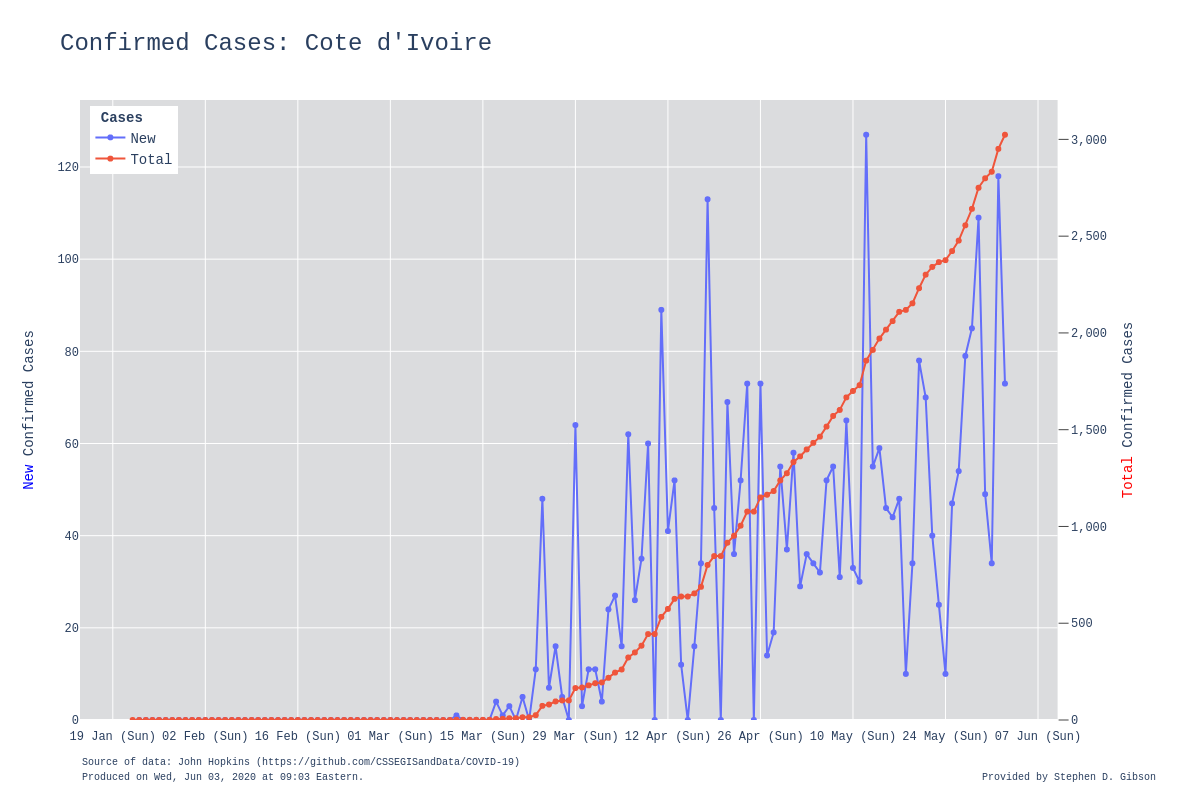 Confirmed Cases: Cote d'Ivoire
Cases
New
Total
120
100
80
60
40
20
0
3,000
2,500
2,000
1,500
1,000
500
0
New Confirmed Cases
Total Confirmed Cases
19 Jan (Sun) 02 Feb (Sun) 16 Feb (Sun) 01 Mar (Sun) 15 Mar (Sun) 29 Mar (Sun) 12 Apr (Sun) 26 Apr (Sun) 10 May (Sun) 24 May (Sun) 07 Jun (Sun)
Source of data: John Hopkins (https://github.com/CSSEGISandData/COVID-19)
Produced on Wed, Jun 03, 2020 at 09:03 Eastern.
Provided by Stephen D. Gibson